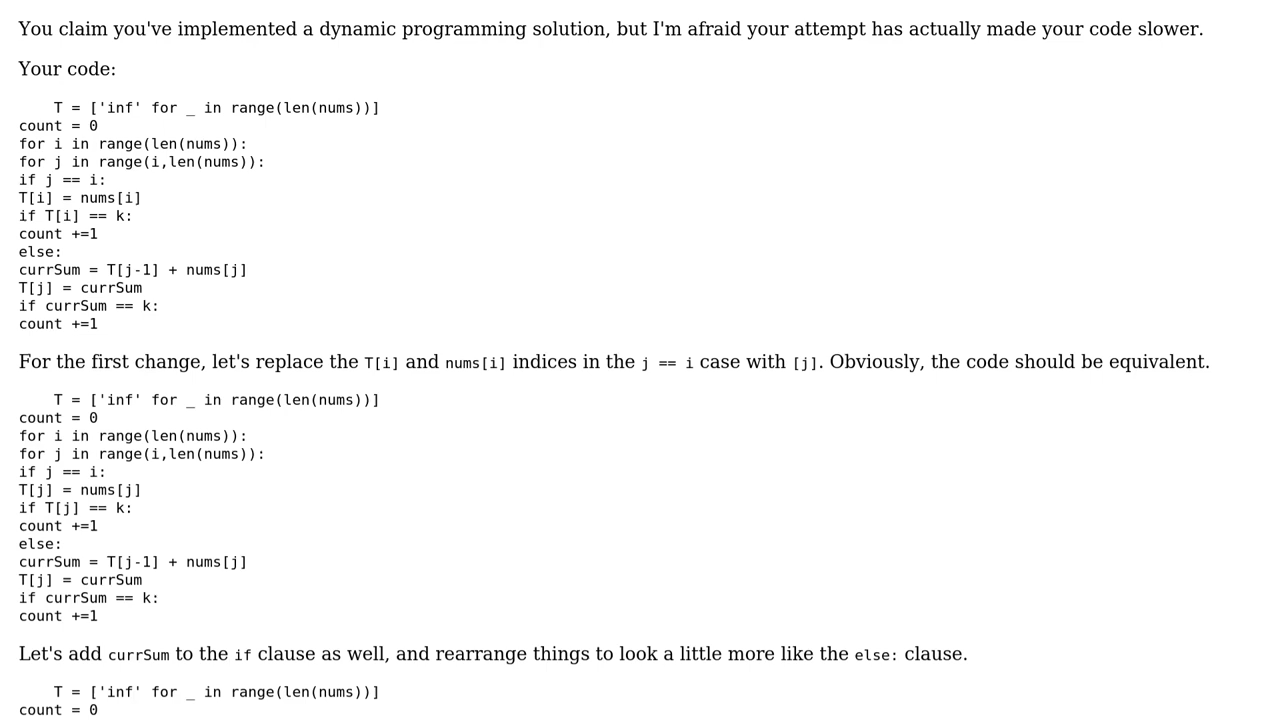 You claim you've implemented a dynamic programming solution, but I'm afraid your attempt has actually made your code slower.
Your code:
    T = ['inf' for _ in range(len(nums))]
count = 0
for i in range(len(nums)):
for j in range(i,len(nums)):
if j == i:
T[i] = nums[i]
if T[i] == k:
count +=1
else:
currSum = T[j-1] + nums[j]
T[j] = currSum
if currSum == k:
count +=1
For the first change, let's replace the T[i] and nums[i] indices in the j == i case with [j]. Obviously, the code should be equivalent.
    T = ['inf' for _ in range(len(nums))]
count = 0
for i in range(len(nums)):
for j in range(i,len(nums)):
if j == i:
T[j] = nums[j]
if T[j] == k:
count +=1
else:
currSum = T[j-1] + nums[j]
T[j] = currSum
if currSum == k:
count +=1
Let's add currSum to the if clause as well, and rearrange things to look a little more like the else: clause.
    T = ['inf' for _ in range(len(nums))]
count = 0